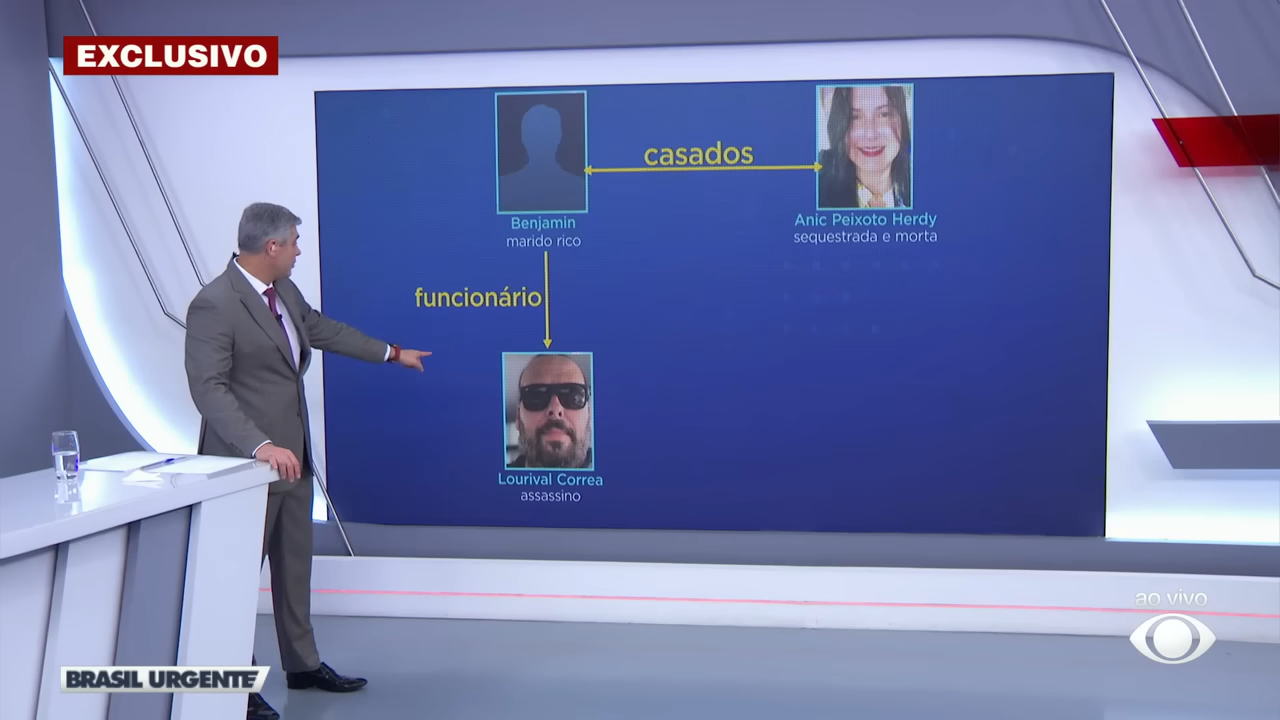 EXCLUSIVO
casados
Benjamin
marido rico
Anic Peixoto Herdy
sequestrada e morta
funcionário
Lourival Correa
assassino
ao vivo
BRASIL URGENTE